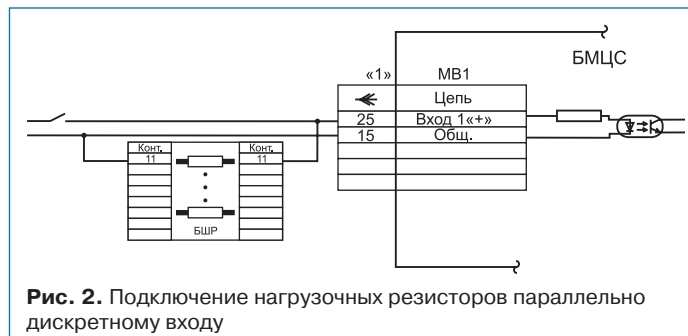 БМЦС
«1» МВ1
Цепь
25 Вход 1«+»
15 Общ.
Конт. Конт.
11 11
БШР
Рис. 2. Подключение нагрузочных резисторов параллельно
дискретному входу